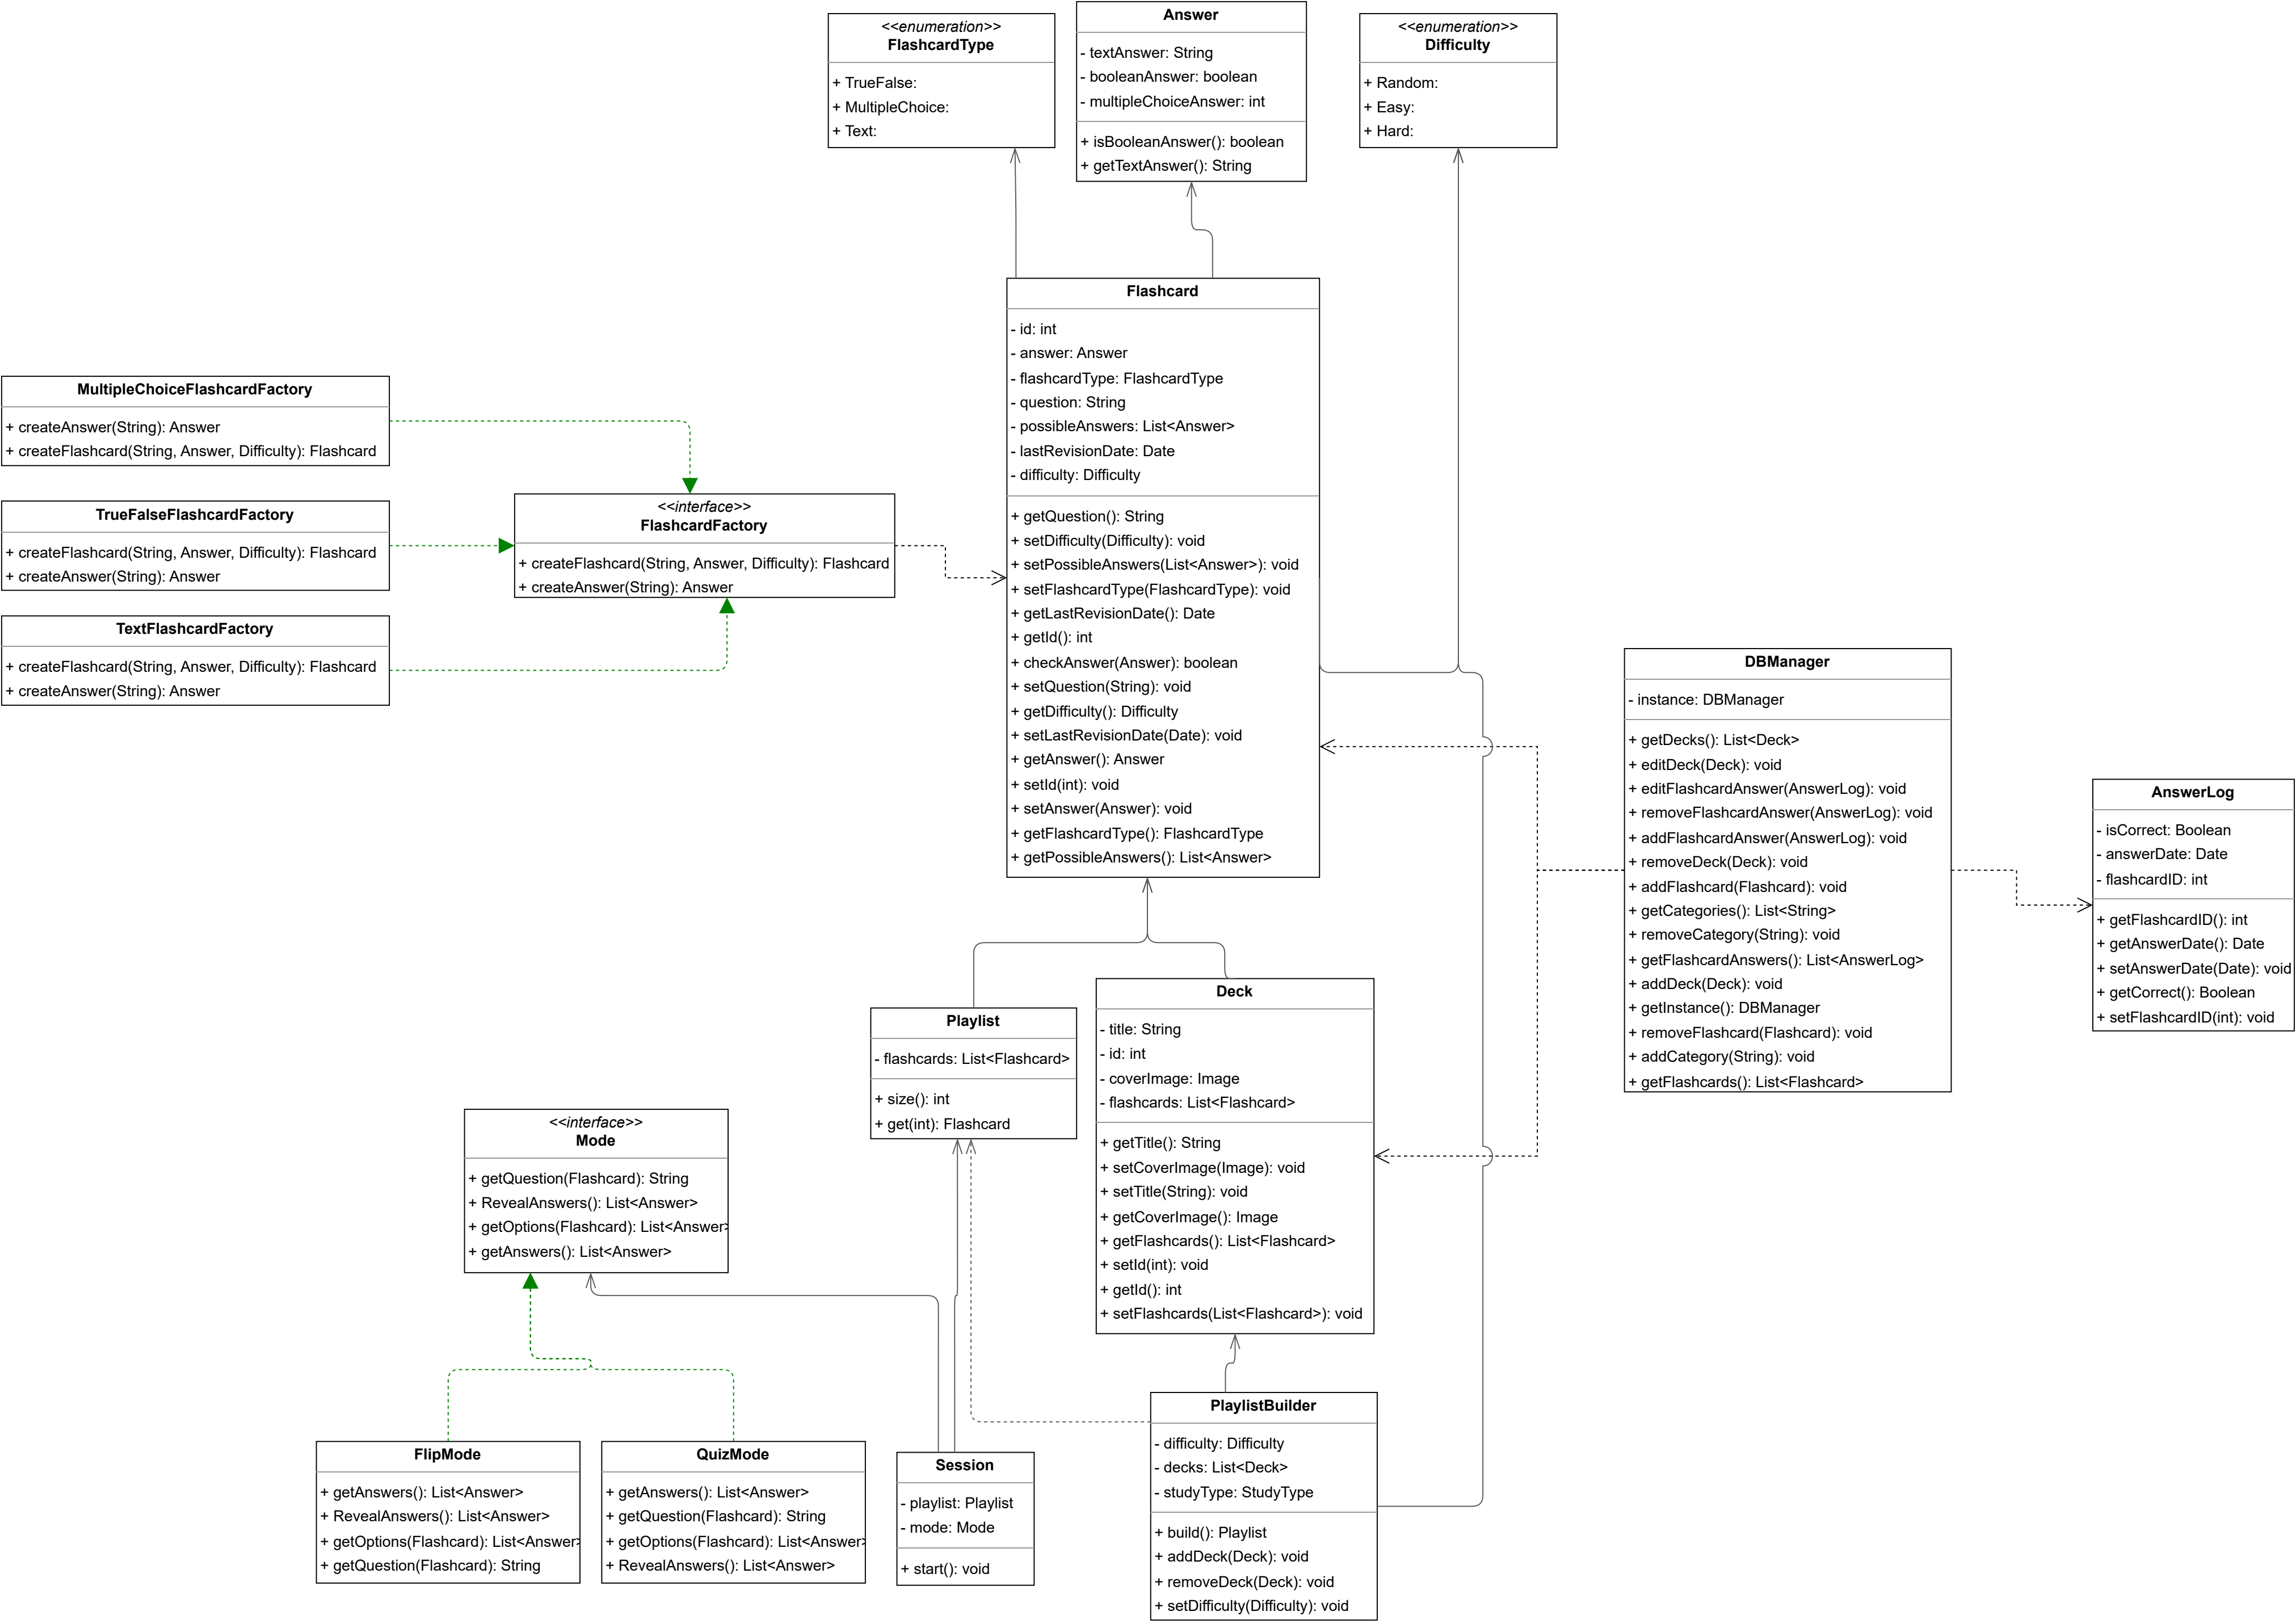 <<enumeration>>
FlashcardType
+ TrueFalse:
+ MultipleChoice:
+ Text:
Answer
- textAnswer: String
- booleanAnswer: boolean
- multipleChoiceAnswer: int
+ isBooleanAnswer(): boolean
+ getTextAnswer(): String
<<enumeration>>
Difficulty
+ Random:
+ Easy:
+ Hard:
Flashcard
- id: int
- answer: Answer
- flashcardType: FlashcardType
- question: String
- possibleAnswers: List<Answer>
- lastRevisionDate: Date
- difficulty: Difficulty
+ getQuestion(): String
+ setDifficulty(Difficulty): void
+ setPossibleAnswers(List<Answer>): void
+ setFlashcardType(FlashcardType): void
+ getLastRevisionDate(): Date
+ getId(): int
+ checkAnswer(Answer): boolean
+ setQuestion(String): void
+ getDifficulty(): Difficulty
+ setLastRevisionDate(Date): void
+ getAnswer(): Answer
+ setId(int): void
+ setAnswer(Answer): void
+ getFlashcardType(): FlashcardType
+ getPossibleAnswers(): List<Answer>
MultipleChoiceFlashcardFactory
+ createAnswer(String): Answer
+ createFlashcard(String, Answer, Difficulty): Flashcard
TrueFalseFlashcardFactory
+ createFlashcard(String, Answer, Difficulty): Flashcard
+ createAnswer(String): Answer
TextFlashcardFactory
+ createFlashcard(String, Answer, Difficulty): Flashcard
+ createAnswer(String): Answer
<<interface>>
FlashcardFactory
+ createFlashcard(String, Answer, Difficulty): Flashcard
+ createAnswer(String): Answer
DBManager
- instance: DBManager
+ getDecks(): List<Deck>
+ editDeck(Deck): void
+ editFlashcardAnswer(AnswerLog): void
+ removeFlashcardAnswer(AnswerLog): void
+ addFlashcardAnswer(AnswerLog): void
+ removeDeck(Deck): void
+ addFlashcard(Flashcard): void
+ getCategories(): List<String>
+ removeCategory(String): void
+ getFlashcardAnswers(): List<AnswerLog>
+ addDeck(Deck): void
+ getInstance(): DBManager
+ removeFlashcard(Flashcard): void
+ addCategory(String): void
+ getFlashcards(): List<Flashcard>
AnswerLog
- isCorrect: Boolean
- answerDate: Date
- flashcardID: int
+ getFlashcardID(): int
+ getAnswerDate(): Date
+ setAnswerDate(Date): void
+ getCorrect(): Boolean
+ setFlashcardID(int): void
Playlist
- flashcards: List<Flashcard>
+ size(): int
+ get(int): Flashcard
Deck
- title: String
- id: int
- coverImage: Image
- flashcards: List<Flashcard>
+ getTitle(): String
+ setCoverImage(Image): void
+ setTitle(String): void
+ getCoverImage(): Image
+ getFlashcards(): List<Flashcard>
+ setId(int): void
+ getId(): int
+ setFlashcards(List<Flashcard>): void
<<interface>>
Mode
+ getQuestion(Flashcard): String
+ RevealAnswers(): List<Answer>
+ getOptions(Flashcard): List<Answer>
+ getAnswers(): List<Answer>
FlipMode
+ getAnswers(): List<Answer>
+ RevealAnswers(): List<Answer>
+ getOptions(Flashcard): List<Answer>
+ getQuestion(Flashcard): String
QuizMode
+ getAnswers(): List<Answer>
+ getQuestion(Flashcard): String
+ getOptions(Flashcard): List<Answer>
+ RevealAnswers(): List<Answer>
Session
- playlist: Playlist
- mode: Mode
+ start(): void
PlaylistBuilder
- difficulty: Difficulty
- decks: List<Deck>
- studyType: StudyType
+ build(): Playlist
+ addDeck(Deck): void
+ removeDeck(Deck): void
+ setDifficulty(Difficulty): void